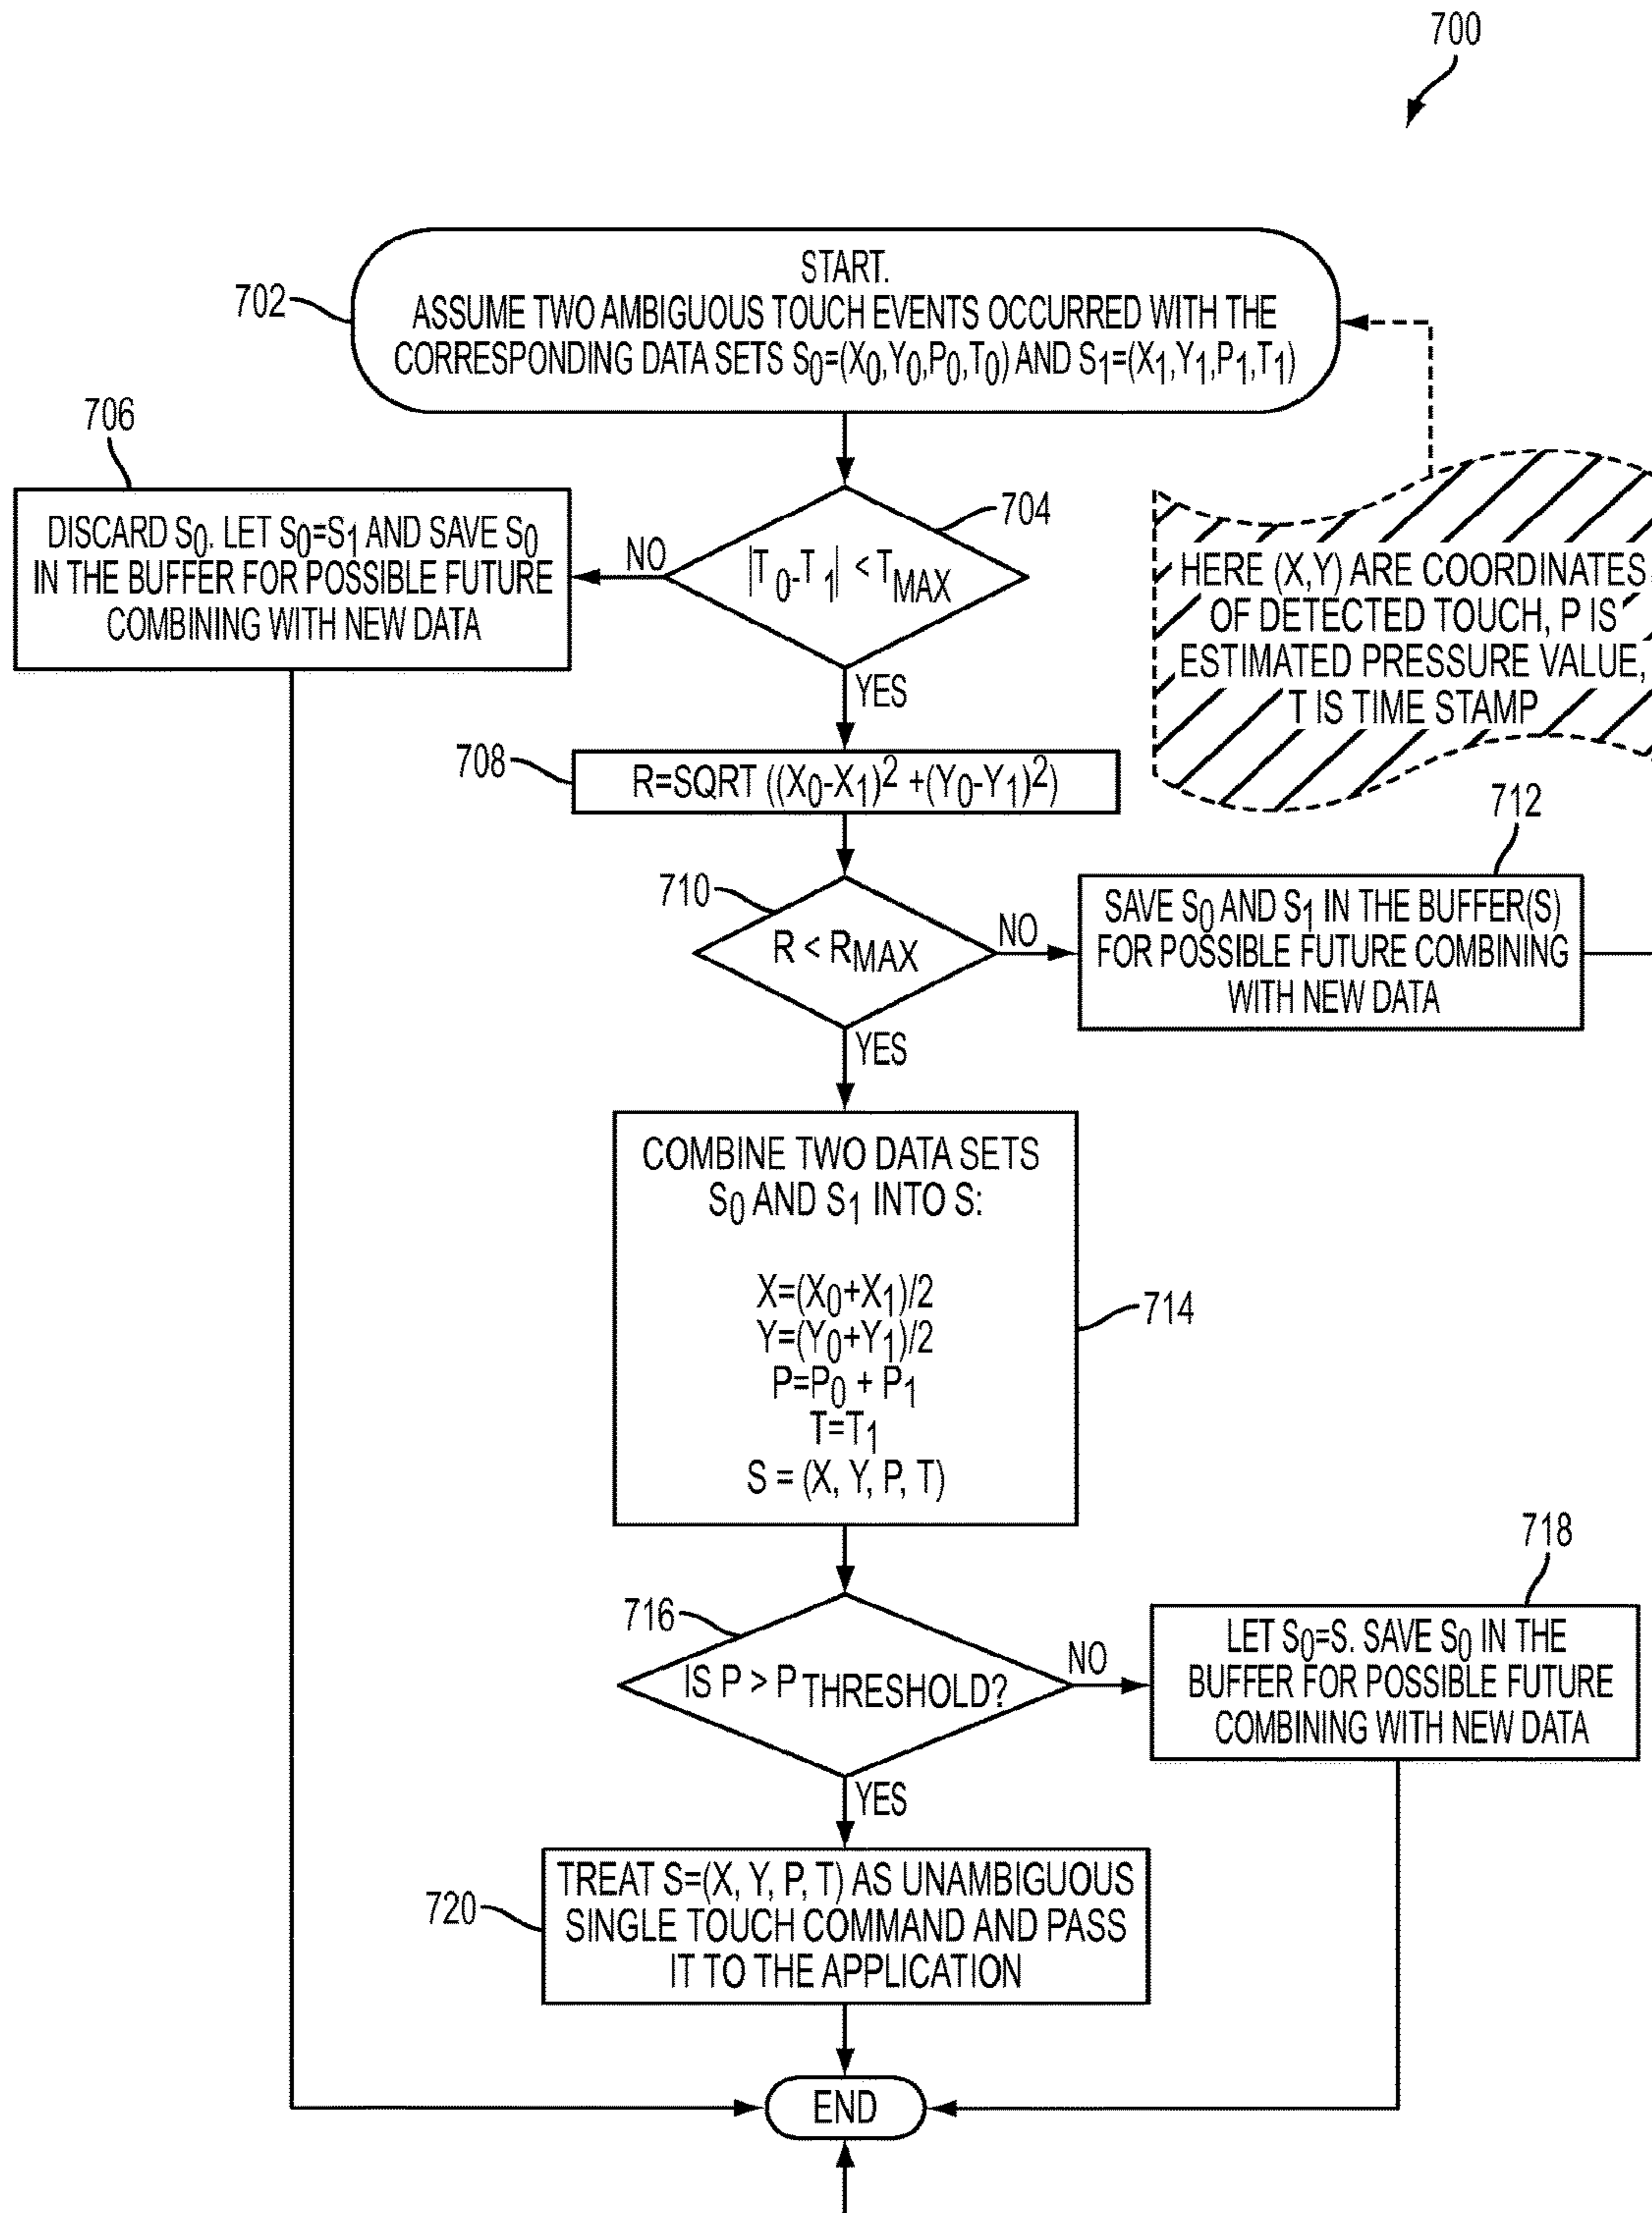 700
702
START.
ASSUME TWO AMBIGUOUS TOUCH EVENTS OCCURRED WITH THE
CORRESPONDING DATA SETS S₀=(X₀,Y₀,P₀,T₀) AND S₁=(X₁,Y₁,P₁,T₁)
706
DISCARD S₀. LET S₀=S₁ AND SAVE S₀
IN THE BUFFER FOR POSSIBLE FUTURE
COMBINING WITH NEW DATA
NO
704
|T₀-T₁| < TMAX
YES
HERE (X,Y) ARE COORDINATES
OF DETECTED TOUCH, P IS
ESTIMATED PRESSURE VALUE,
T IS TIME STAMP
708
R=SQRT ((X₀-X₁)² +(Y₀-Y₁)²)
710
R < RMAX
NO
YES
712
SAVE S₀ AND S₁ IN THE BUFFER(S)
FOR POSSIBLE FUTURE COMBINING
WITH NEW DATA
COMBINE TWO DATA SETS
S₀ AND S₁ INTO S:
X=(X₀+X₁)/2
Y=(Y₀+Y₁)/2
P=P₀ + P₁
T=T₁
S = (X, Y, P, T)
714
716
IS P > PTHRESHOLD?
NO
YES
718
LET S₀=S. SAVE S₀ IN THE
BUFFER FOR POSSIBLE FUTURE
COMBINING WITH NEW DATA
720
TREAT S=(X, Y, P, T) AS UNAMBIGUOUS
SINGLE TOUCH COMMAND AND PASS
IT TO THE APPLICATION
END